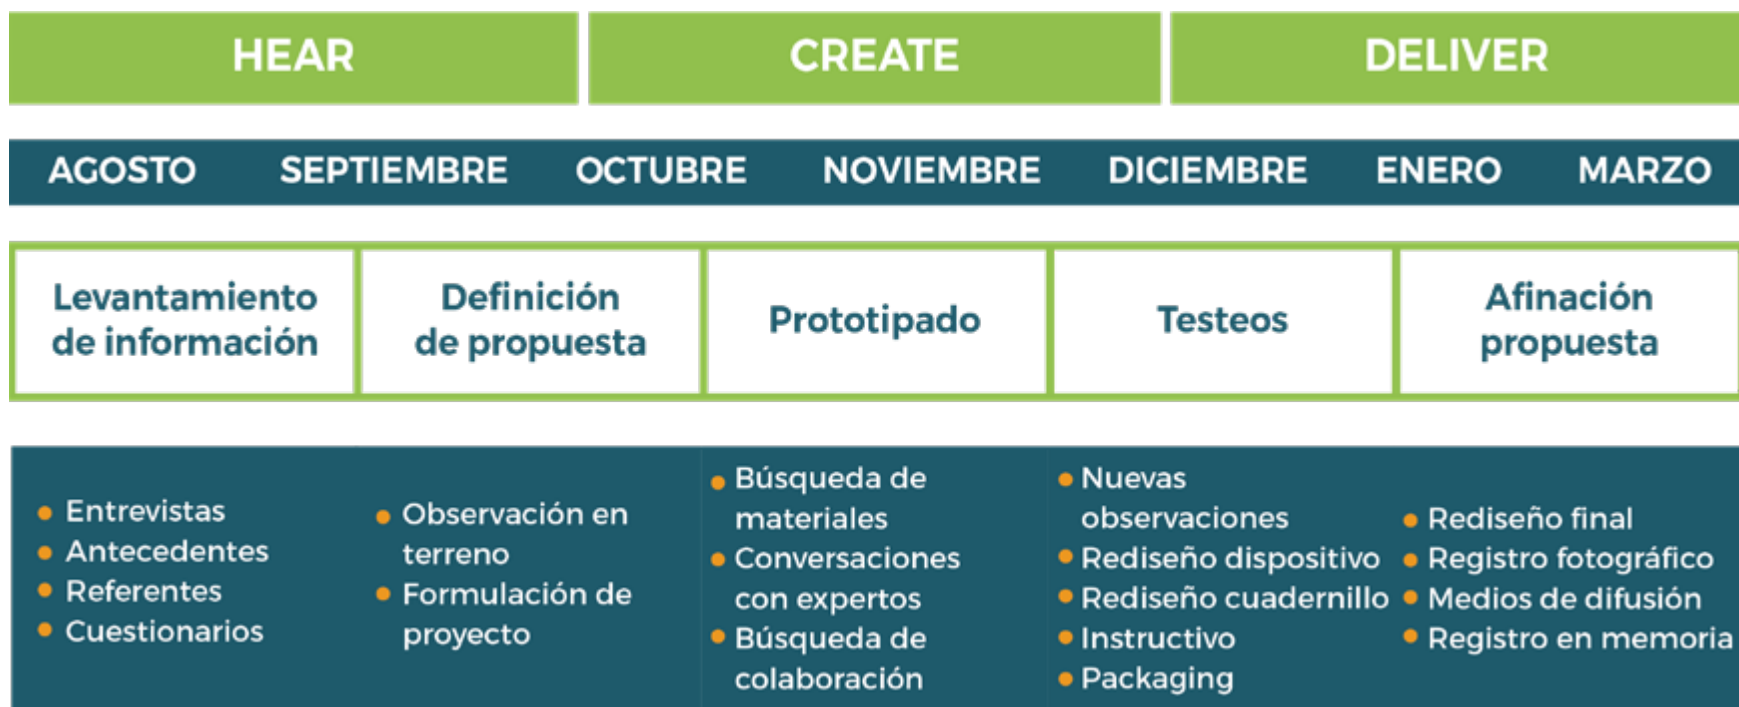 HEAR
CREATE
DELIVER
AGOSTO
SEPTIEMBRE
OCTUBRE
NOVIEMBRE
DICIEMBRE
ENERO
MARZO
Levantamiento
de información
Definición
de propuesta
Prototipado
Testeos
Afinación
propuesta
Entrevistas
Antecedentes
Referentes
Cuestionarios
Observación en
terreno
Formulación de
proyecto
Búsqueda de
materiales
Conversaciones
con expertos
Búsqueda de
colaboración
Nuevas
observaciones
Rediseño dispositivo
Rediseño cuadernillo
Instructivo
Packaging
Rediseño final
Registro fotográfico
Medios de difusión
Registro en memoria